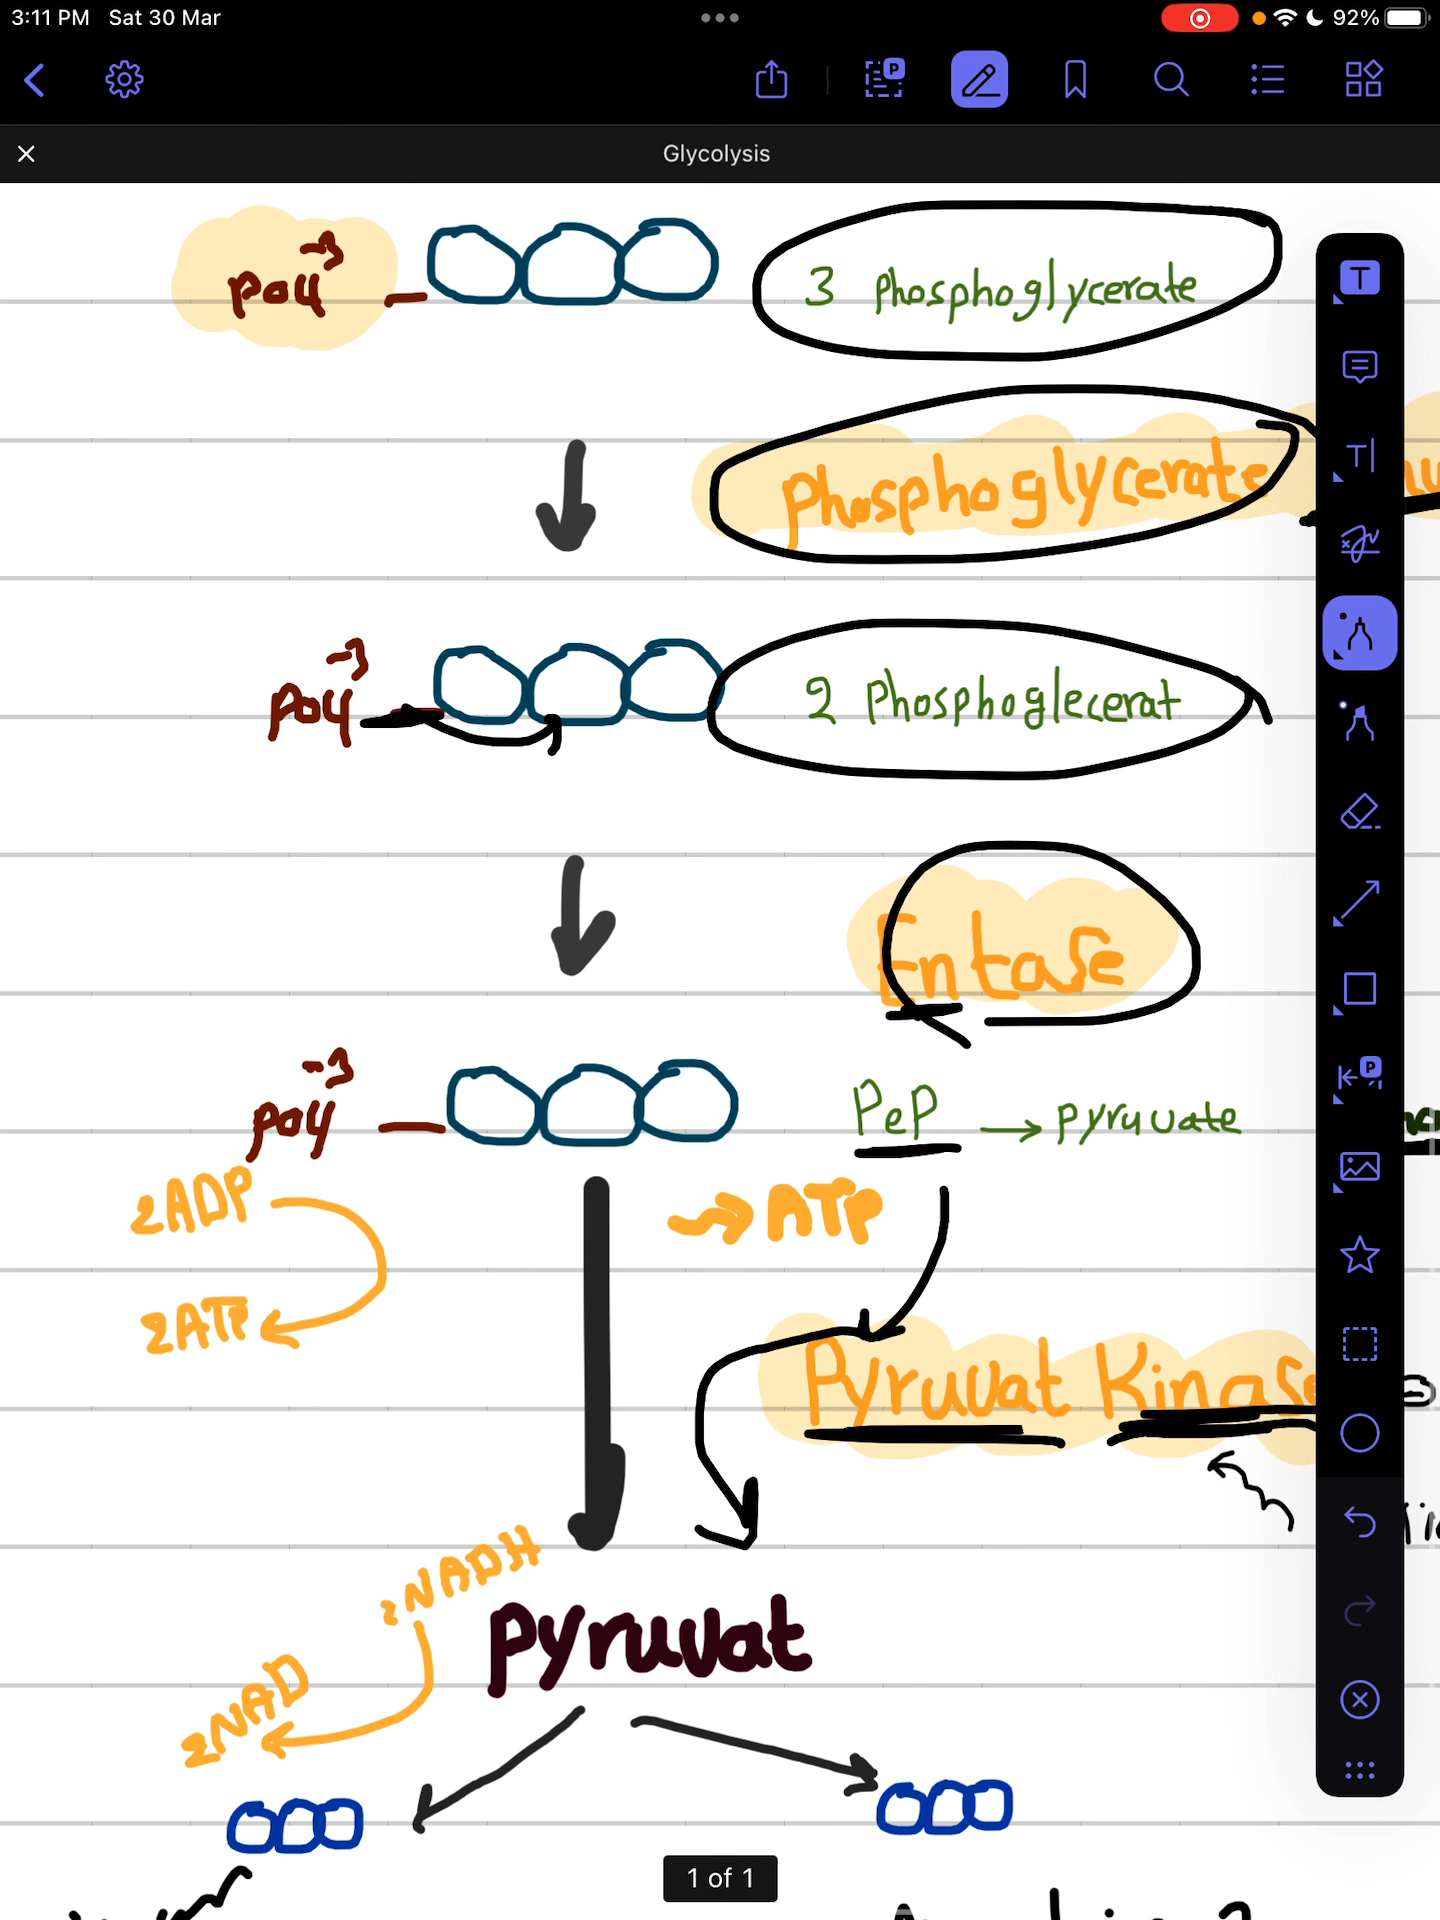 3:11 PM Sat 30 Mar
92%
Glycolysis
po4 -3
3 phosphoglycerate
phosphoglycerate
po4 -3
2 phosphoglecerat
Entase
po4 -3
PeP → pyruvate
2ADP
→ ATP
2ATP
Pyruvat Kinase
2NADH
pyruvat
2NAD
1 of 1